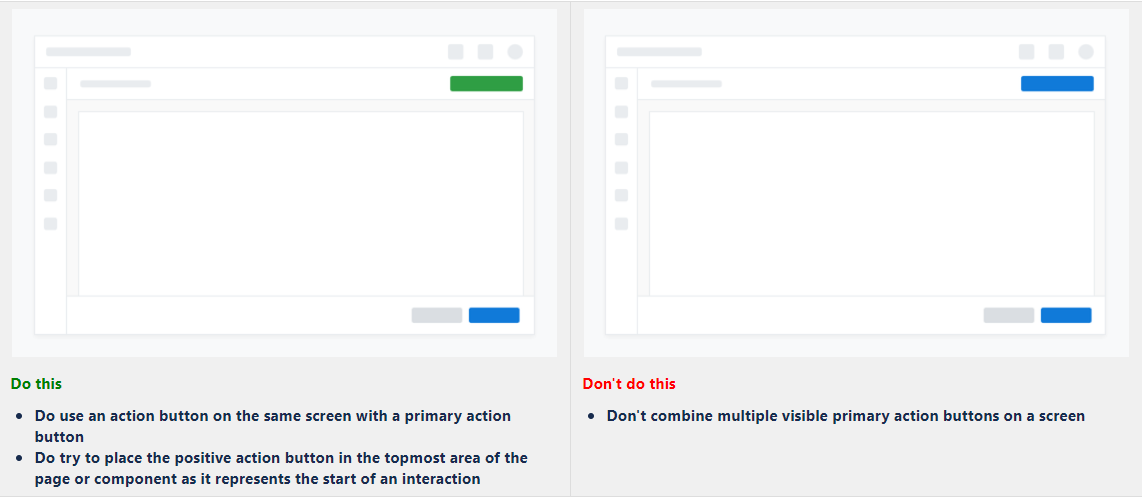 Do this
Do use an action button on the same screen with a primary action
button
Do try to place the positive action button in the topmost area of the
page or component as it represents the start of an interaction
Don't do this
Don't combine multiple visible primary action buttons on a screen